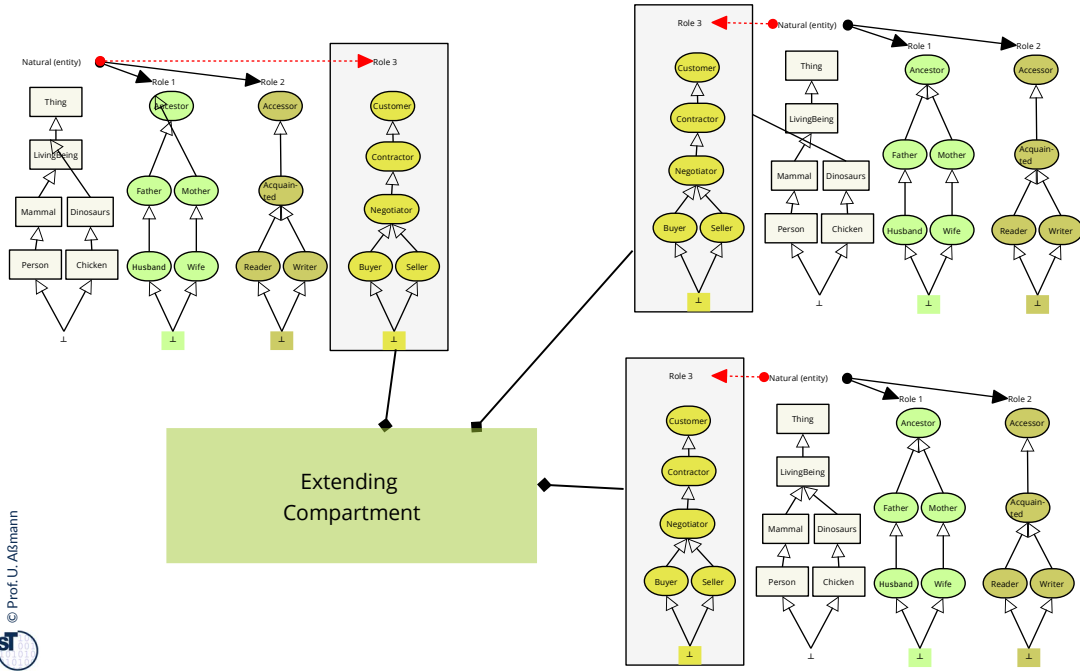 Natural (entity)
Role 1
Role 2
Role 3
Thing
LivingBeing
Mammal
Dinosaurs
Person
Chicken
⊥
Ancestor
Father
Mother
Husband
Wife
⊥
Accessor
Acquain-
ted
Reader
Writer
⊥
Customer
Contractor
Negotiator
Buyer
Seller
⊥
Role 3
Natural (entity)
Role 1
Role 2
Customer
Contractor
Negotiator
Buyer
Seller
⊥
Thing
LivingBeing
Mammal
Dinosaurs
Person
Chicken
⊥
Ancestor
Father
Mother
Husband
Wife
⊥
Accessor
Acquain-
ted
Reader
Writer
⊥
Extending
Compartment
Role 3
Natural (entity)
Role 1
Role 2
Customer
Contractor
Negotiator
Buyer
Seller
⊥
Thing
LivingBeing
Mammal
Dinosaurs
Person
Chicken
⊥
Ancestor
Father
Mother
Husband
Wife
⊥
Accessor
Acquain-
ted
Reader
Writer
⊥
© Prof. U. Aßmann
ST